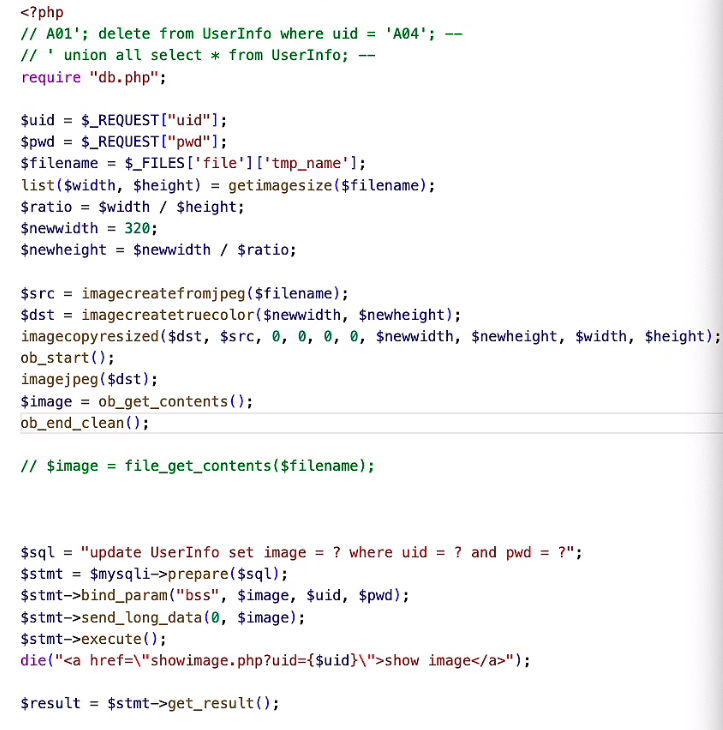 <?php
// A01'; delete from UserInfo where uid = 'A04'; --
// ' union all select * from UserInfo; --
require "db.php";
$uid = $_REQUEST["uid"];
$pwd = $_REQUEST["pwd"];
$filename = $_FILES['file']['tmp_name'];
list($width, $height) = getimagesize($filename);
$ratio = $width / $height;
$newwidth = 320;
$newheight = $newwidth / $ratio;
$src = imagecreatefromjpeg($filename);
$dst = imagecreatetruecolor($newwidth, $newheight);
imagecopyresized($dst, $src, 0, 0, 0, 0, $newwidth, $newheight, $width, $height);
ob_start();
imagejpeg($dst);
$image = ob_get_contents();
ob_end_clean();
// $image = file_get_contents($filename);
$sql = "update UserInfo set image = ? where uid = ? and pwd = ?";
$stmt = $mysqli->prepare($sql);
$stmt->bind_param("bss", $image, $uid, $pwd);
$stmt->send_long_data(0, $image);
$stmt->execute();
die("<a href=\"showimage.php?uid={$uid}\">show image</a>");
$result = $stmt->get_result();